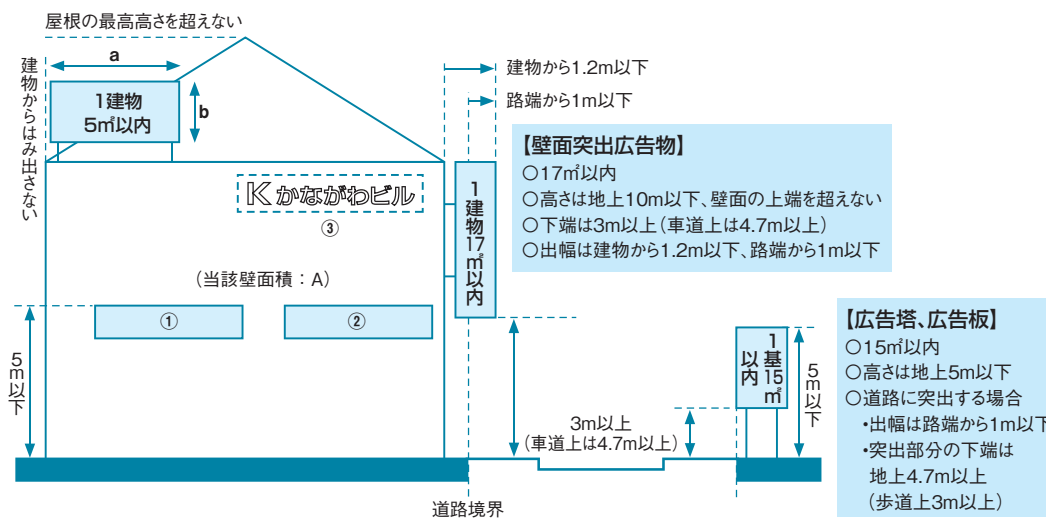 屋根の最高高さを超えない
建物からはみ出さない
a
b
1建物
5㎡以内
建物から1.2m以下
路端から1m以下
【壁面突出広告物】
○17㎡以内
○高さは地上10m以下、壁面の上端を超えない
○下端は3m以上（車道上は4.7m以上）
○出幅は建物から1.2m以下、路端から1m以下
K かながわビル
③
1建物17㎡以内
（当該壁面積：A）
①
②
5m以下
3m以上
（車道上は4.7m以上）
1基15㎡
以内
5m以下
【広告塔、広告板】
○15㎡以内
○高さは地上5m以下
○道路に突出する場合
・出幅は路端から1m以下
・突出部分の下端は
地上4.7m以上
（歩道上3m以上）
道路境界